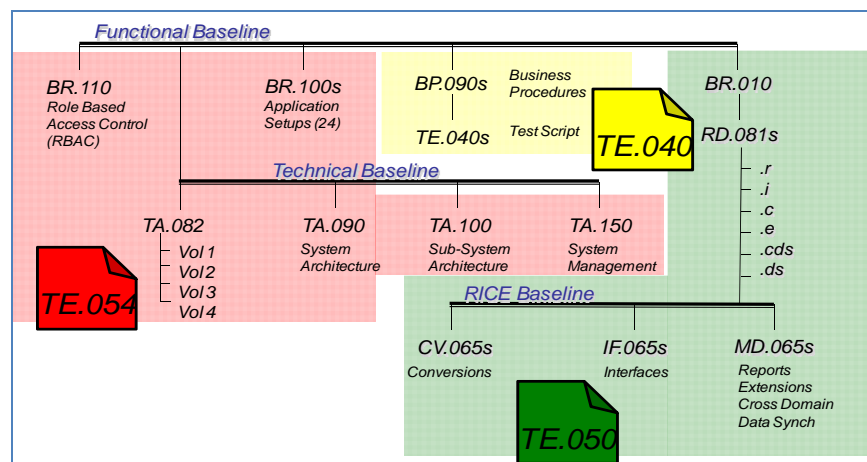 Functional Baseline
BR.110
Role Based
Access Control
(RBAC)
BR.100s
Application
Setups (24)
BP.090s
Business
Procedures
TE.040s
Test Script
TE.040
BR.010
RD.081s
.r
.i
.c
.e
.cds
.ds
Technical Baseline
TA.082
Vol 1
Vol 2
Vol 3
Vol 4
TA.090
System
Architecture
TA.100
Sub-System
Architecture
TA.150
System
Management
TE.054
RICE Baseline
CV.065s
Conversions
IF.065s
Interfaces
MD.065s
Reports
Extensions
Cross Domain
Data Synch
TE.050